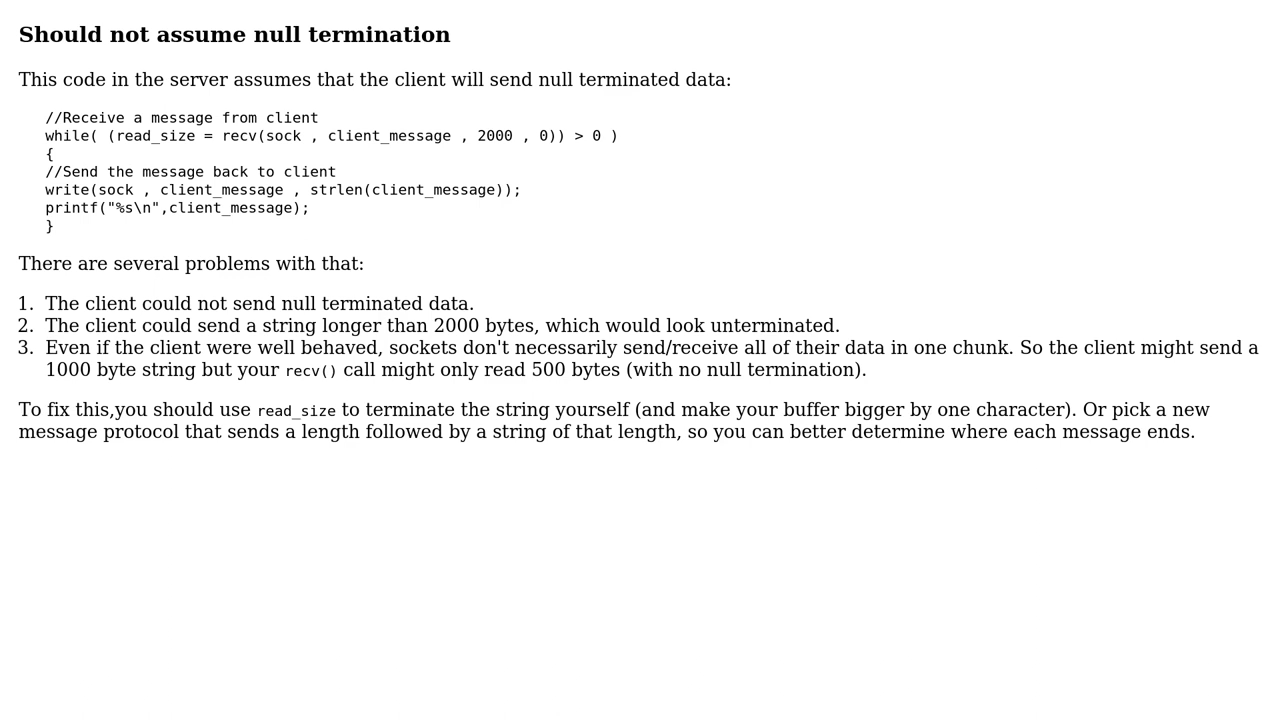 Should not assume null termination
This code in the server assumes that the client will send null terminated data:
//Receive a message from client
while( (read_size = recv(sock , client_message , 2000 , 0)) > 0 )
{
//Send the message back to client
write(sock , client_message , strlen(client_message));
printf("%s\n",client_message);
}
There are several problems with that:
1. The client could not send null terminated data.
2. The client could send a string longer than 2000 bytes, which would look unterminated.
3. Even if the client were well behaved, sockets don't necessarily send/receive all of their data in one chunk. So the client might send a
1000 byte string but your recv() call might only read 500 bytes (with no null termination).
To fix this,you should use read_size to terminate the string yourself (and make your buffer bigger by one character). Or pick a new
message protocol that sends a length followed by a string of that length, so you can better determine where each message ends.